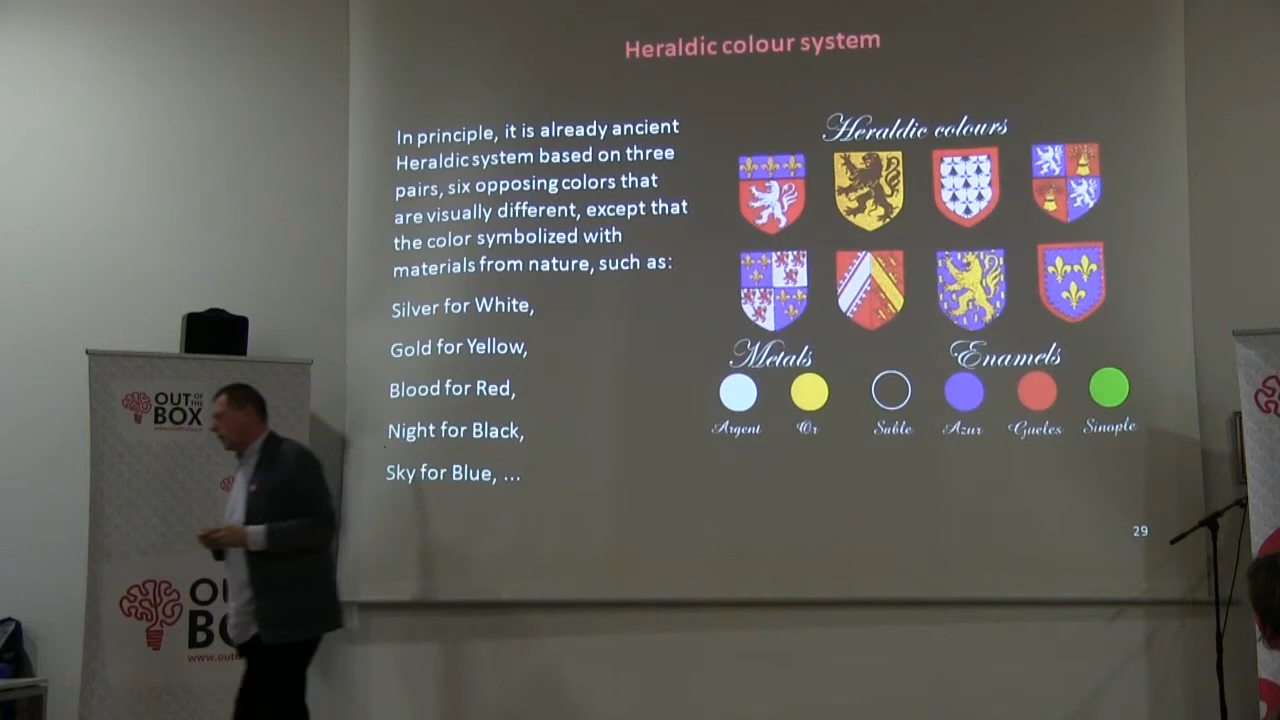 Heraldic colour system
In principle, it is already ancient
Heraldic system based on three
pairs, six opposing colors that
are visually different, except that
the color symbolized with
materials from nature, such as:
Silver for White,
Gold for Yellow,
Blood for Red,
Night for Black,
Sky for Blue, ...
Heraldic colours
Metals
Enamels
Argent
Or
Sable
Azur
Gueles
Sinople
29
OUT OF THE
BOX
OU
BO
www.out